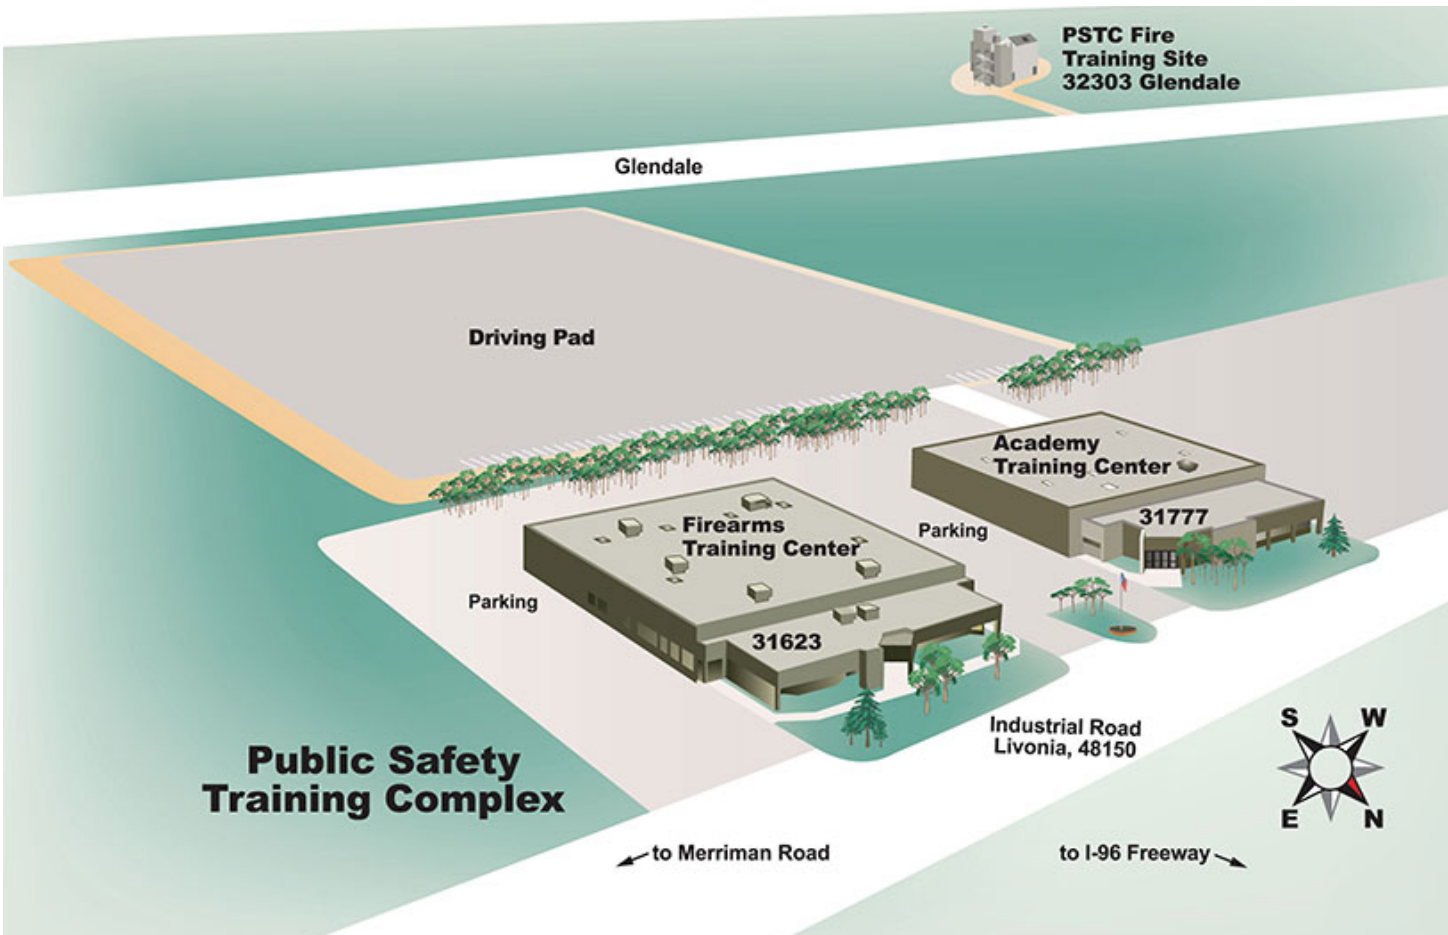 PSTC Fire
Training Site
32303 Glendale
Glendale
Driving Pad
Academy
Training Center
31777
Parking
Firearms
Training Center
Parking
31623
Industrial Road
Livonia, 48150
Public Safety
Training Complex
S W
E N
to Merriman Road
to I-96 Freeway